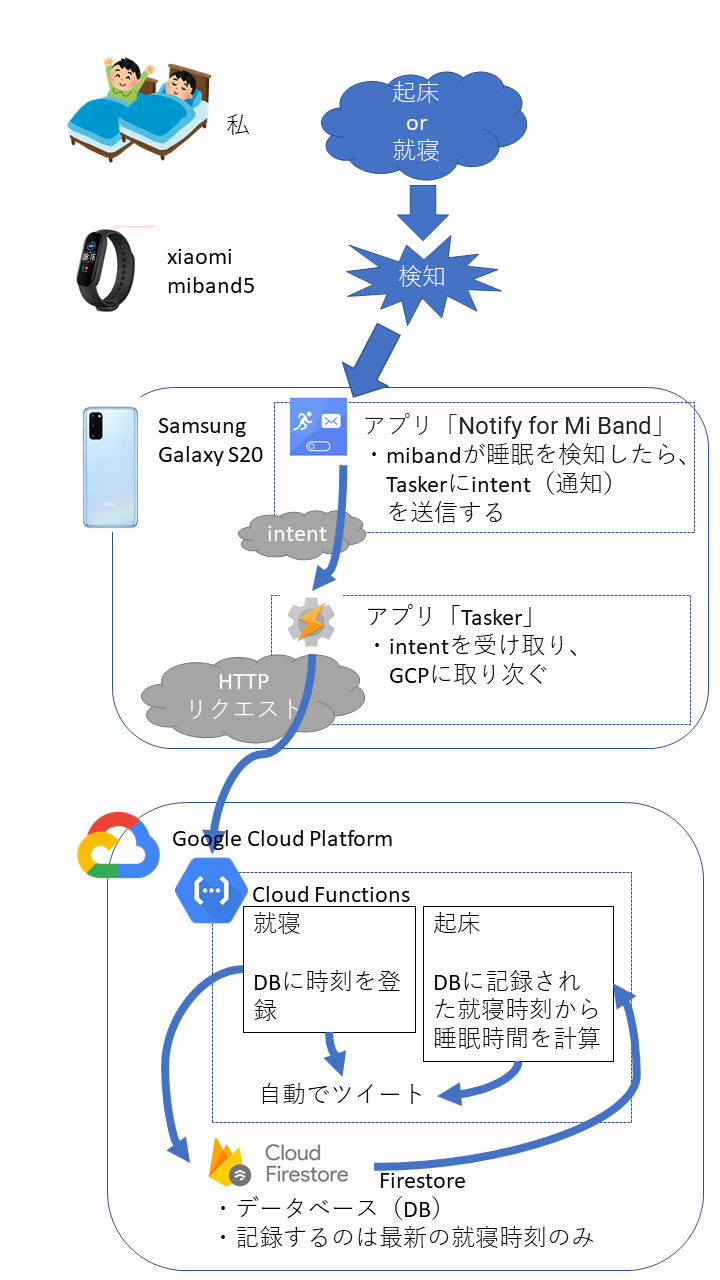 私
起床
or
就寝
xiaomi
miband5
検知
Samsung
Galaxy S20
アプリ「Notify for Mi Band」
・mibandが睡眠を検知したら、
Taskerにintent（通知）
を送信する
intent
アプリ「Tasker」
・intentを受け取り、
GCPに取り次ぐ
HTTP
リクエスト
Google Cloud Platform
Cloud Functions
就寝
DBに時刻を登
録
起床
DBに記録され
た就寝時刻から
睡眠時間を計算
自動でツイート
Cloud
Firestore
Firestore
・データベース（DB）
・記録するのは最新の就寝時刻のみ